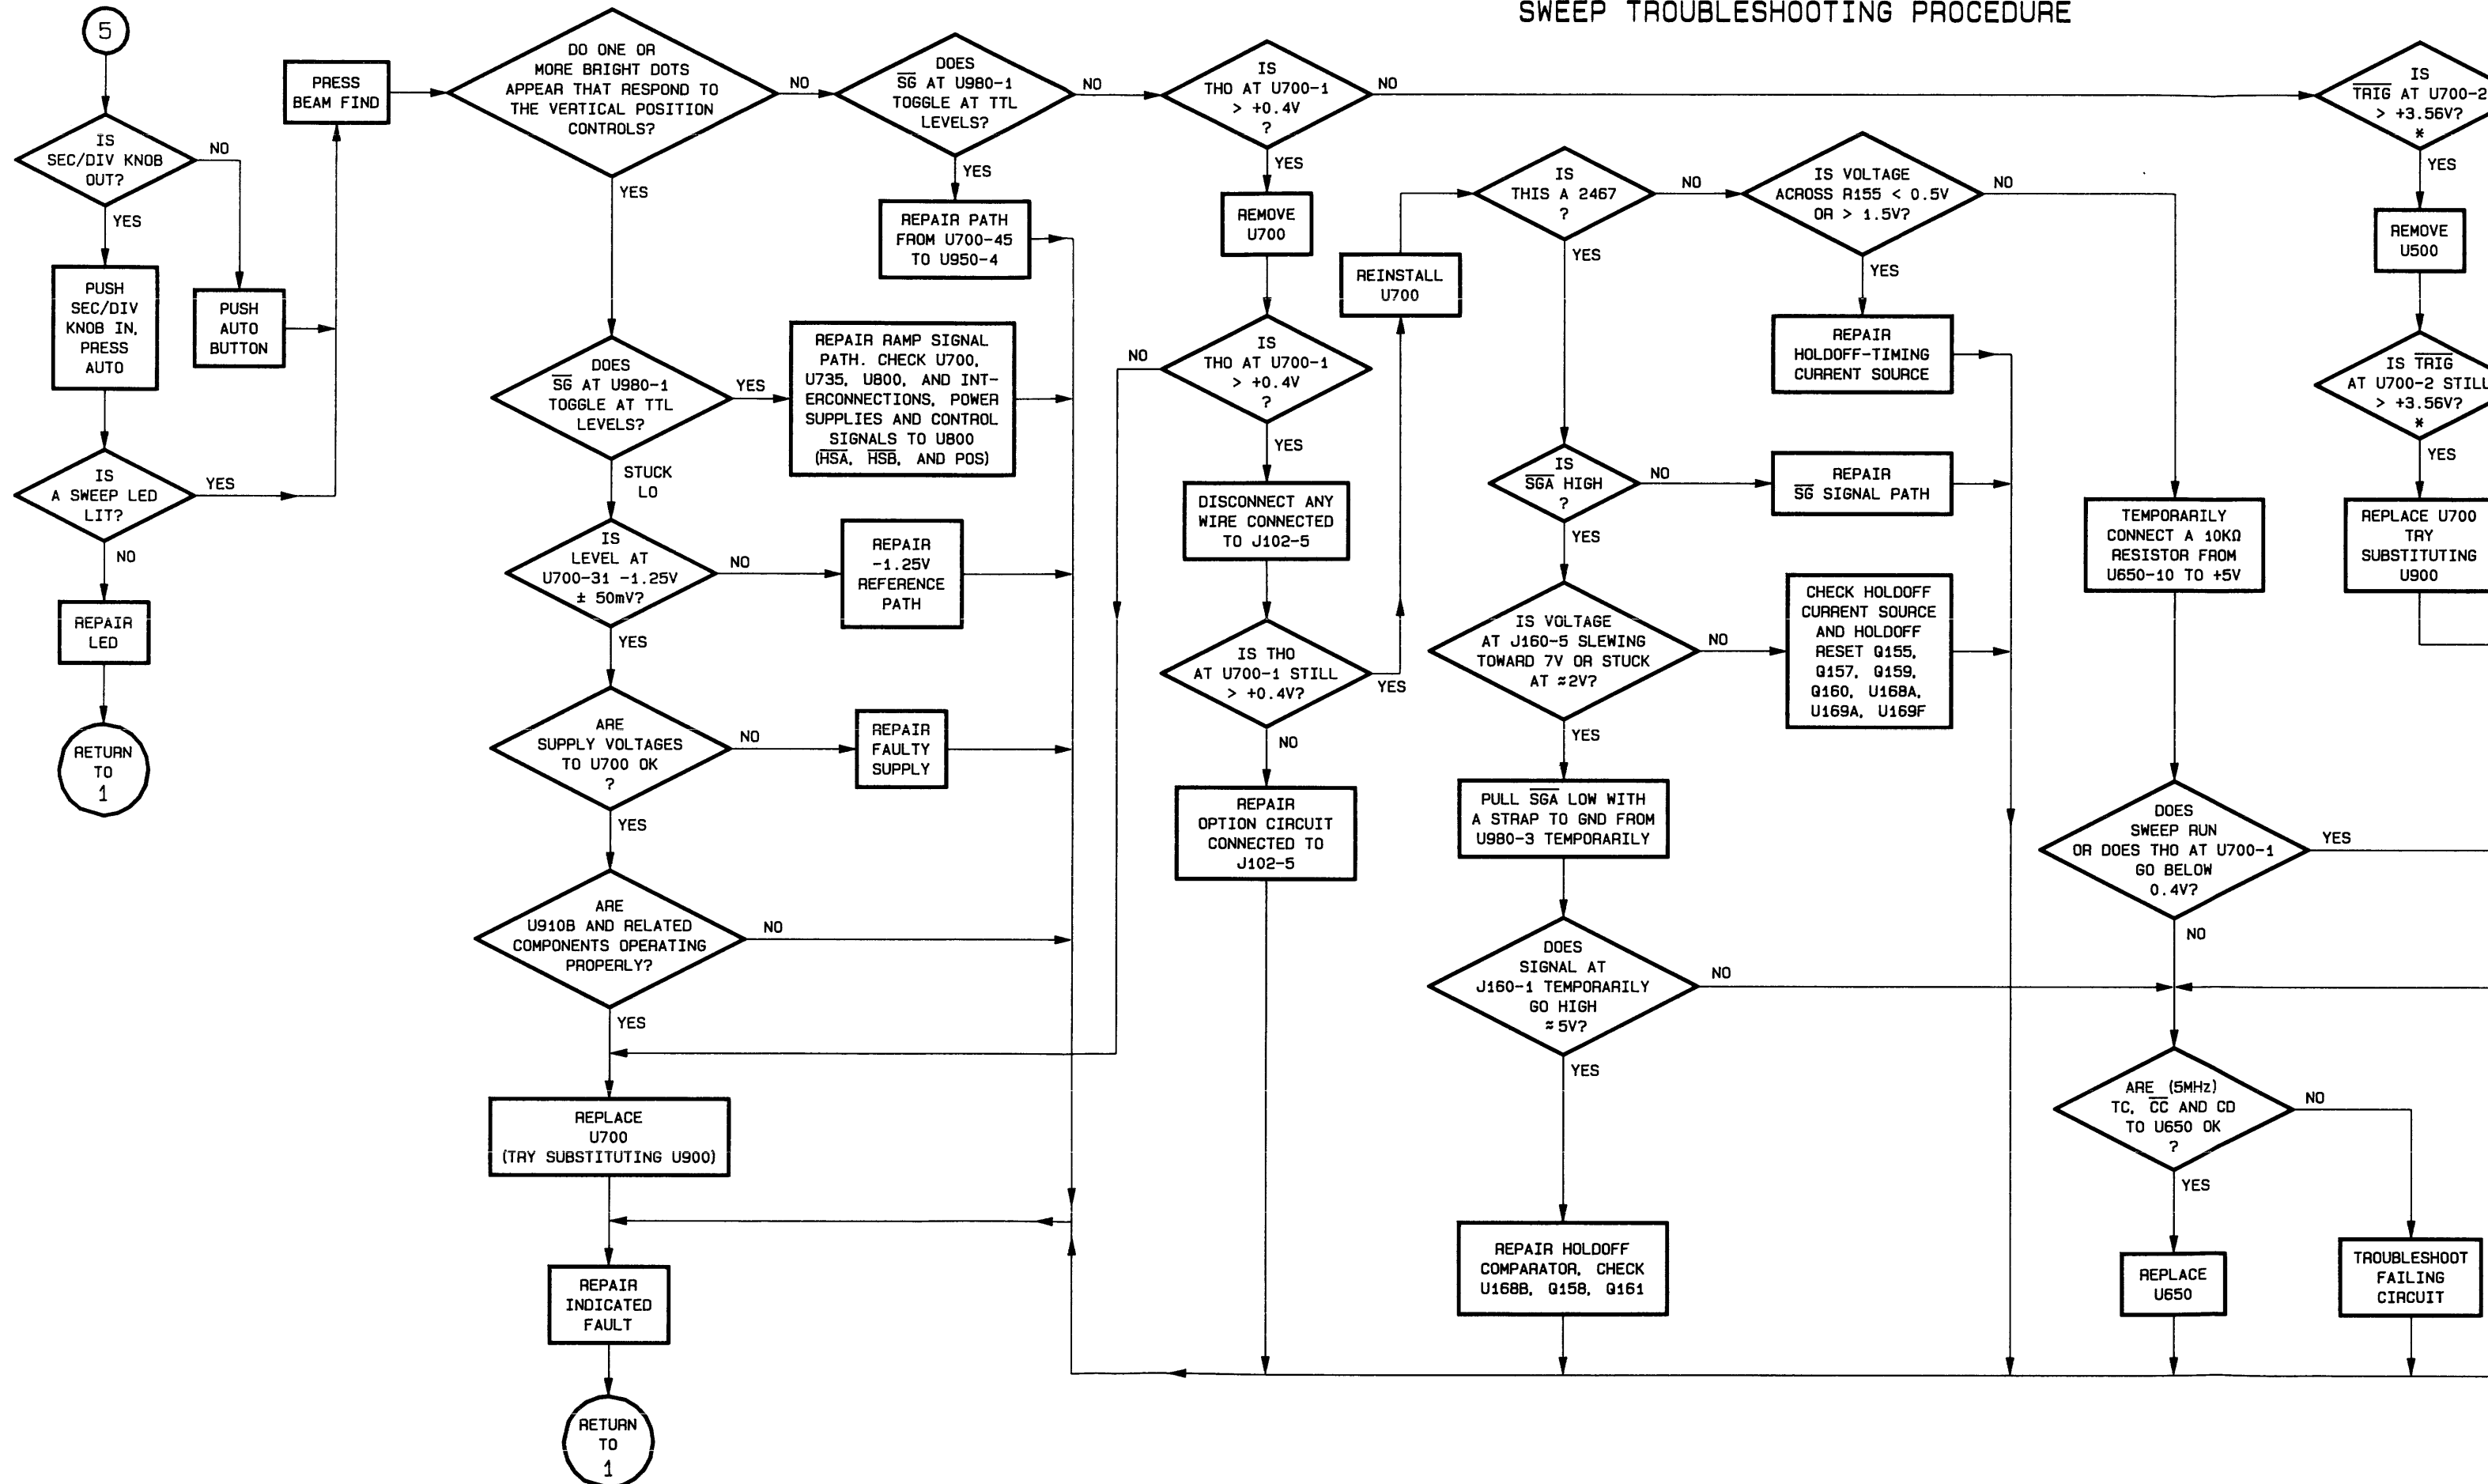 SWEEP TROUBLESHOOTING PROCEDURE
5
IS
SEC/DIV KNOB
OUT?
NO
YES
PUSH
SEC/DIV
KNOB IN,
PRESS
AUTO
PUSH
AUTO
BUTTON
IS
A SWEEP LED
LIT?
YES
NO
REPAIR
LED
RETURN
TO
1
PRESS
BEAM FIND
DO ONE OR
MORE BRIGHT DOTS
APPEAR THAT RESPOND TO
THE VERTICAL POSITION
CONTROLS?
NO
YES
DOES
S̅G̅ AT U980-1
TOGGLE AT TTL
LEVELS?
YES
STUCK
LO
REPAIR RAMP SIGNAL
PATH. CHECK U700,
U735, U800, AND INT-
ERCONNECTIONS, POWER
SUPPLIES AND CONTROL
SIGNALS TO U800
(H̅S̅A̅, H̅S̅B̅, AND POS)
IS
LEVEL AT
U700-31 -1.25V
± 50mV?
NO
YES
REPAIR
-1.25V
REFERENCE
PATH
ARE
SUPPLY VOLTAGES
TO U700 OK
?
NO
YES
REPAIR
FAULTY
SUPPLY
ARE
U910B AND RELATED
COMPONENTS OPERATING
PROPERLY?
NO
YES
REPLACE
U700
(TRY SUBSTITUTING U900)
REPAIR
INDICATED
FAULT
RETURN
TO
1
DOES
S̅G̅ AT U980-1
TOGGLE AT TTL
LEVELS?
NO
YES
REPAIR PATH
FROM U700-45
TO U950-4
IS
THO AT U700-1
> +0.4V
?
NO
YES
REMOVE
U700
IS
THO AT U700-1
> +0.4V
?
NO
YES
DISCONNECT ANY
WIRE CONNECTED
TO J102-5
IS THO
AT U700-1 STILL
> +0.4V?
YES
NO
REPAIR
OPTION CIRCUIT
CONNECTED TO
J102-5
REINSTALL
U700
IS
THIS A 2467
?
NO
YES
IS VOLTAGE
ACROSS R155 < 0.5V
OR > 1.5V?
NO
YES
REPAIR
HOLDOFF-TIMING
CURRENT SOURCE
IS
S̅G̅A̅ HIGH
?
NO
YES
REPAIR
S̅G̅ SIGNAL PATH
IS VOLTAGE
AT J160-5 SLEWING
TOWARD 7V OR STUCK
AT ≈2V?
NO
YES
CHECK HOLDOFF
CURRENT SOURCE
AND HOLDOFF
RESET Q155,
Q157, Q159,
Q160, U168A,
U169A, U169F
PULL S̅G̅A̅ LOW WITH
A STRAP TO GND FROM
U980-3 TEMPORARILY
DOES
SIGNAL AT
J160-1 TEMPORARILY
GO HIGH
≈5V?
NO
YES
REPAIR HOLDOFF
COMPARATOR, CHECK
U168B, Q158, Q161
TEMPORARILY
CONNECT A 10KΩ
RESISTOR FROM
U650-10 TO +5V
DOES
SWEEP RUN
OR DOES THO AT U700-1
GO BELOW
0.4V?
YES
NO
ARE (5MHz)
TC, C̅C̅ AND CD
TO U650 OK
?
NO
YES
REPLACE
U650
TROUBLESHOOT
FAILING
CIRCUIT
IS
T̅R̅I̅G̅ AT U700-2
> +3.56V?
*
YES
REMOVE
U500
IS T̅R̅I̅G̅
AT U700-2 STILL
> +3.56V?
*
YES
REPLACE U700
TRY
SUBSTITUTING
U900